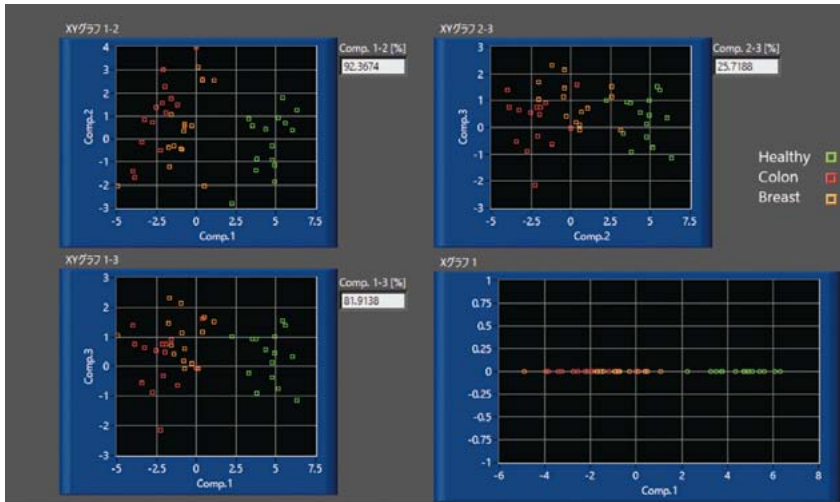 XYグラフ 1-2
4
3
2
1
0
-1
-2
-3
Comp.2
-5 -2.5 0 2.5 5 7.5
Comp.1
Comp. 1-2 [%]
92.3674
XYグラフ 2-3
3
2
1
0
-1
-2
-3
Comp.3
-5 -2.5 0 2.5 5 7.5
Comp.2
Comp. 2-3 [%]
25.7188
Healthy
Colon
Breast
XYグラフ 1-3
3
2
1
0
-1
-2
-3
Comp.3
-5 -2.5 0 2.5 5 7.5
Comp.1
Comp. 1-3 [%]
81.9138
Xグラフ 1
1
0.75
0.5
0.25
0
-0.25
-0.5
-0.75
-1
-6 -4 -2 0 2 4 6 8
Comp.1